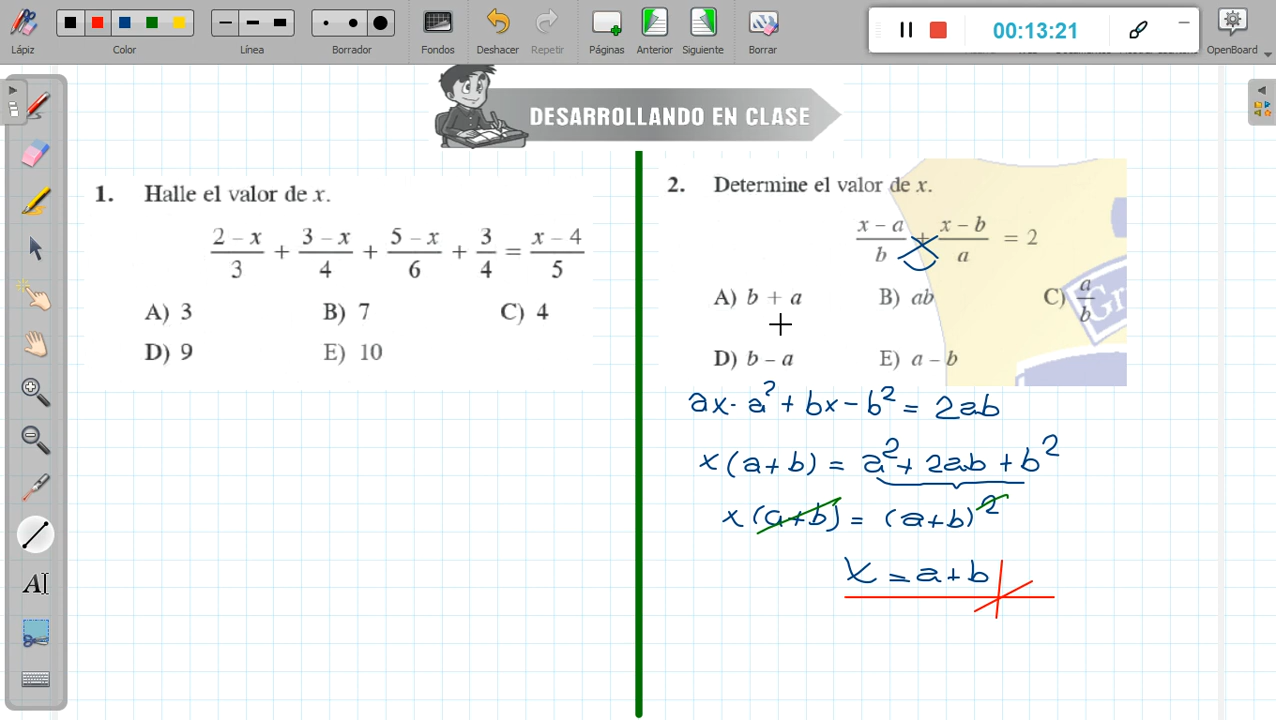 Lápiz Color Línea Borrador Fondos Deshacer Repetir Páginas Anterior Siguiente Borrar OpenBoard
00:13:21
DESARROLLANDO EN CLASE
1. Halle el valor de x.
(2 – x)/3 + (3 – x)/4 + (5 – x)/6 + 3/4 = (x – 4)/5
A) 3 B) 7 C) 4
D) 9 E) 10
2. Determine el valor de x.
(x – a)/b + (x – b)/a = 2
A) b + a B) ab C) a/b
D) b – a E) a – b
ax - a² + bx - b² = 2ab
x(a+b) = a² + 2ab + b²
x(a+b) = (a+b)²
x = a+b